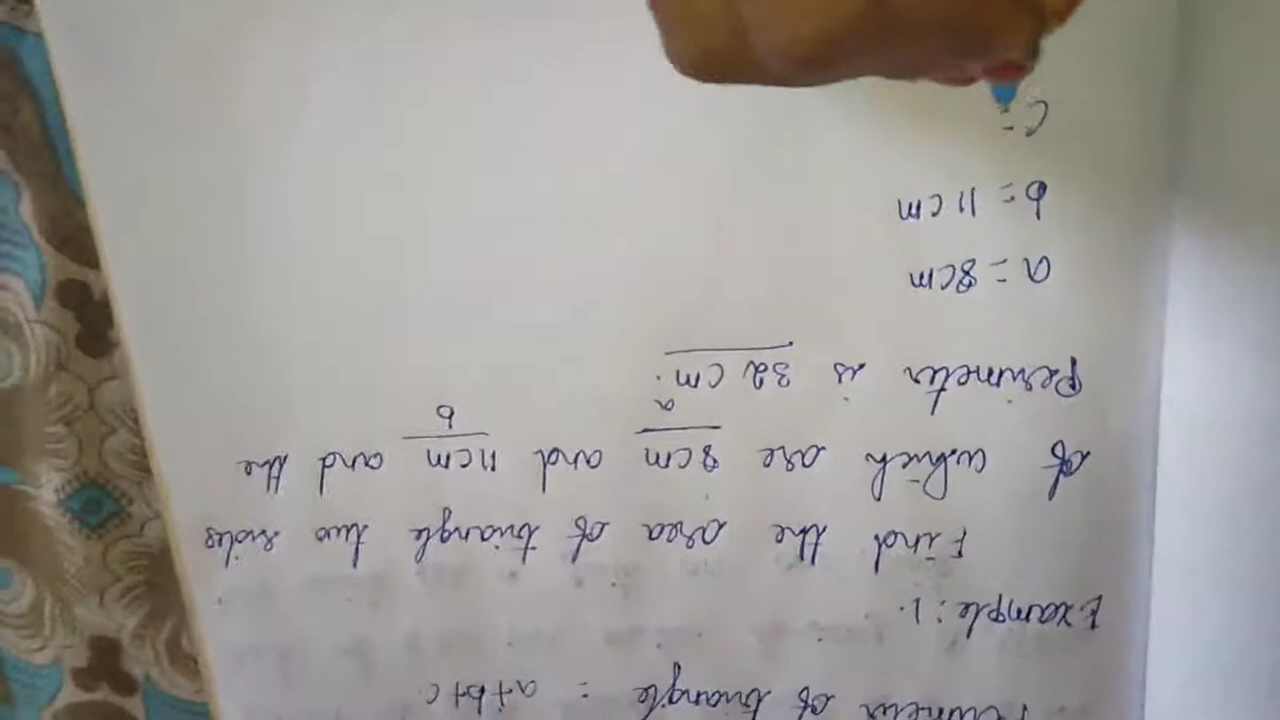 Perimeter of triangle = a+b+c
Example: 1.
Find the area of triangle two sides
of which are 8cm and 11cm and the
a b
Perimeter is 32 cm.
a = 8cm
b = 11cm
c =